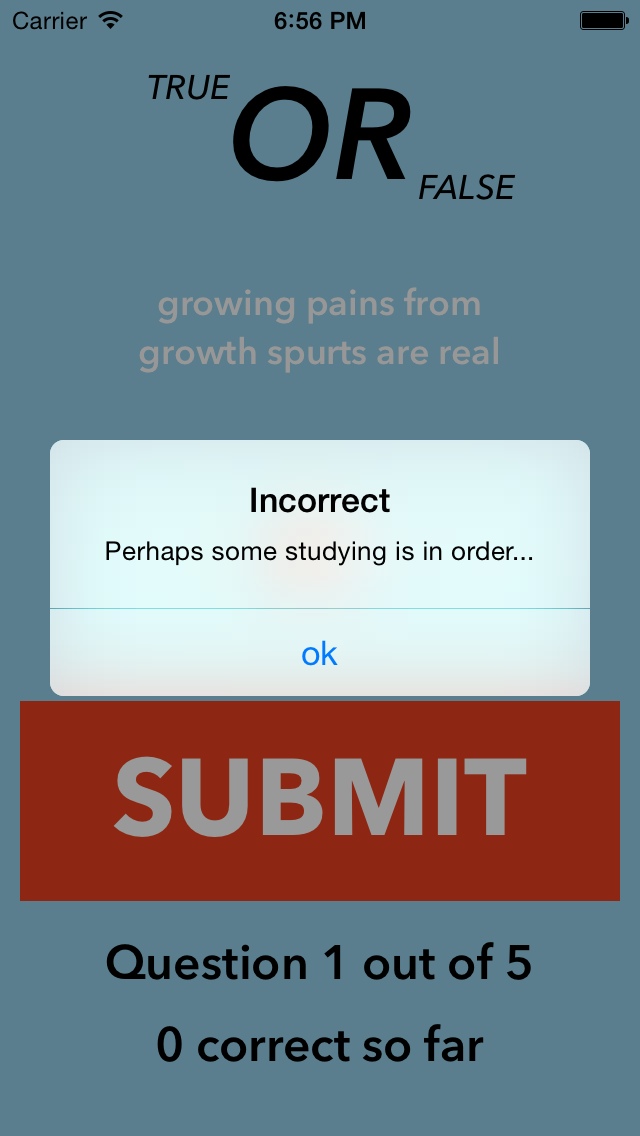 Carrier 6:56 PM
TRUE
OR
FALSE
growing pains from
growth spurts are real
Incorrect
Perhaps some studying is in order...
ok
SUBMIT
Question 1 out of 5
0 correct so far